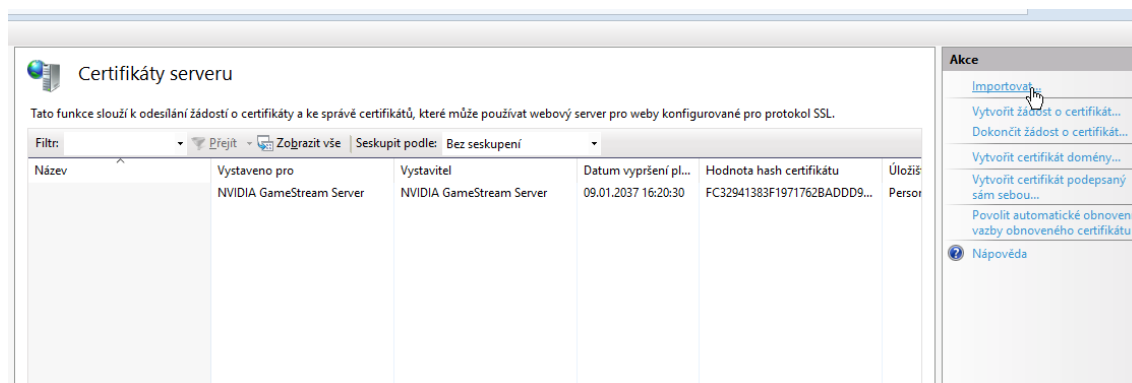 Certifikáty serveru
Tato funkce slouží k odesílání žádostí o certifikáty a ke správě certifikátů, které může používat webový server pro weby konfigurované pro protokol SSL.
Filtr: Přejít Zobrazit vše Seskupit podle: Bez seskupení
Název Vystaveno pro Vystavitel Datum vypršení pl... Hodnota hash certifikátu Úložiš
NVIDIA GameStream Server NVIDIA GameStream Server 09.01.2037 16:20:30 FC32941383F1971762BADDD9... Person
Akce
Importovat...
Vytvořit žádost o certifikát...
Dokončit žádost o certifikát...
Vytvořit certifikát domény...
Vytvořit certifikát podepsaný
sám sebou...
Povolit automatické obnoven
vazby obnoveného certifikátu
Nápověda